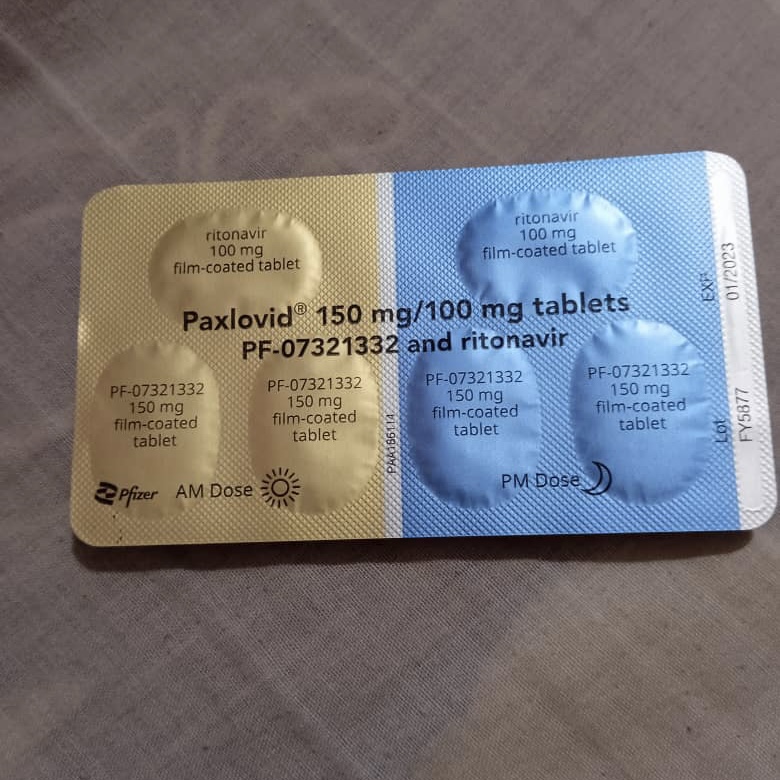 ritonavir
100 mg
film-coated tablet
ritonavir
100 mg
film-coated tablet
Paxlovid® 150 mg/100 mg tablets
PF-07321332 and ritonavir
PF-07321332
150 mg
film-coated
tablet
PF-07321332
150 mg
film-coated
tablet
PF-07321332
150 mg
film-coated
tablet
PF-07321332
150 mg
film-coated
tablet
Pfizer
AM Dose
PM Dose
PAA186114
EXP
01/2023
Lot
FY5877